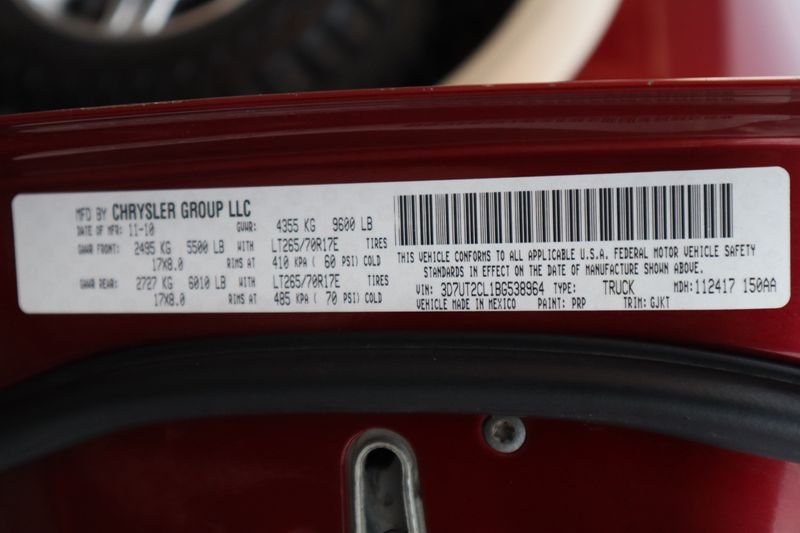 MFD BY CHRYSLER GROUP LLC
DATE OF MFR: 11-10 GVWR: 4355 KG 9600 LB
GAWR FRONT: 2495 KG 5500 LB WITH LT265/70R17E TIRES
17X8.0 RIMS AT 410 KPA ( 60 PSI) COLD
GAWR REAR: 2727 KG 6010 LB WITH LT265/70R17E TIRES
17X8.0 RIMS AT 485 KPA ( 70 PSI) COLD
THIS VEHICLE CONFORMS TO ALL APPLICABLE U.S.A. FEDERAL MOTOR VEHICLE SAFETY
STANDARDS IN EFFECT ON THE DATE OF MANUFACTURE SHOWN ABOVE.
VIN: 3D7UT2CL1BG538964 TYPE: TRUCK MDH: 112417 150AA
VEHICLE MADE IN MEXICO PAINT: PRP TRIM: GJKT